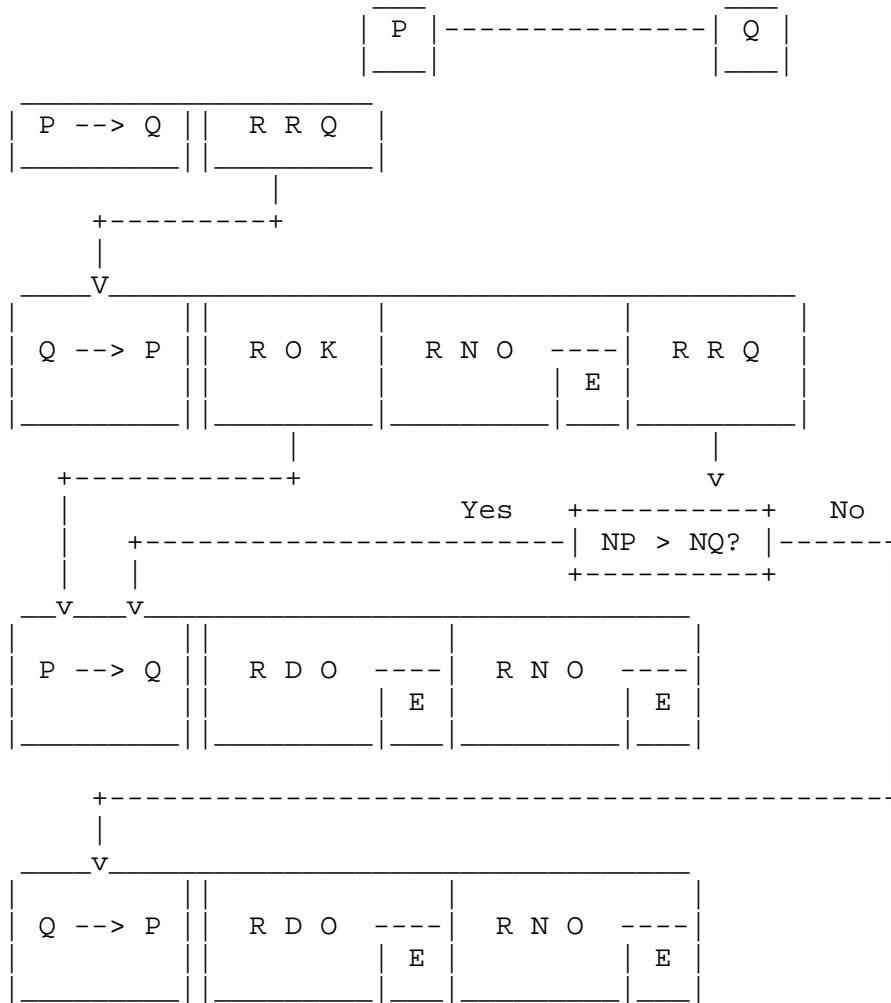 P Q
P --> Q R R Q
Q --> P R O K R N O R R Q
E
Yes No
NP > NQ?
P --> Q R D O R N O
E E
Q --> P R D O R N O
E E